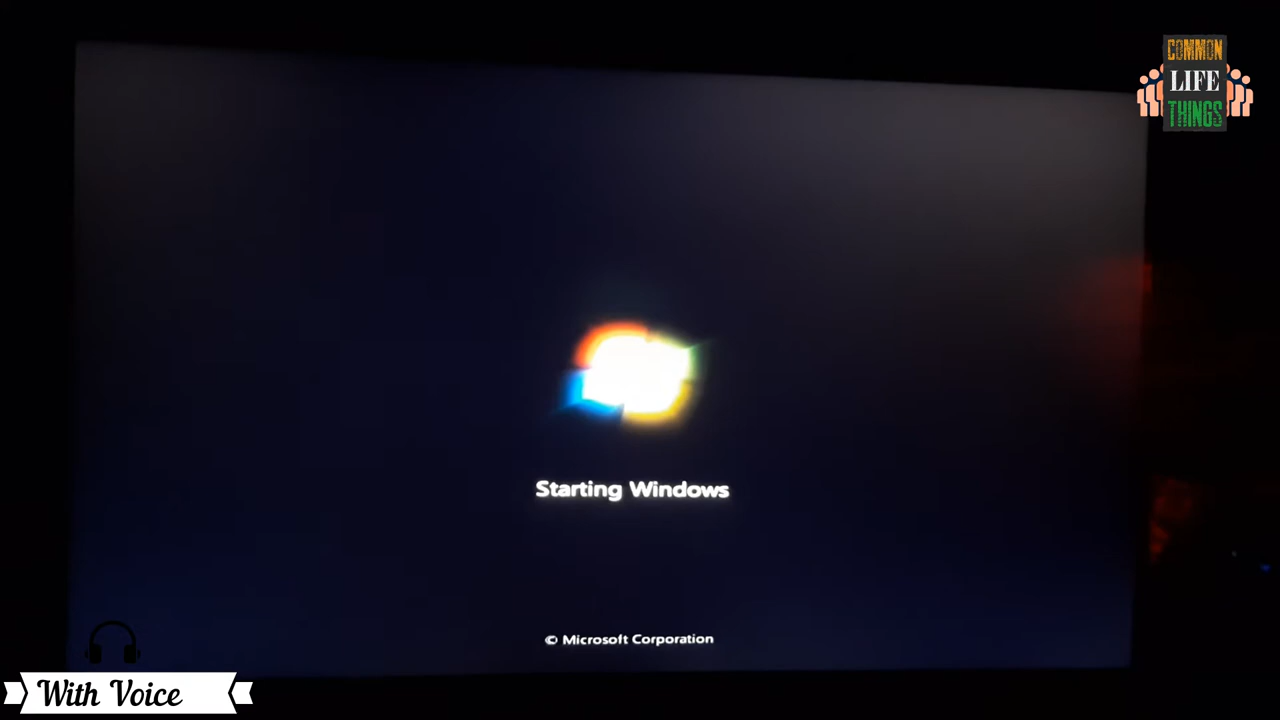 COMMON
LIFE
THINGS
Starting Windows
© Microsoft Corporation
With Voice